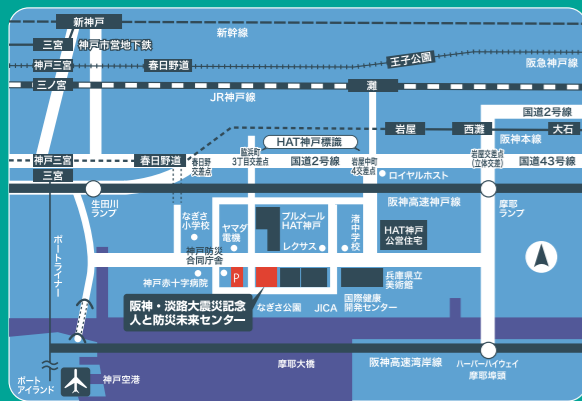 新神戸
新幹線
三宮
神戸市営地下鉄
神戸三宮
春日野道
王子公園
阪急神戸線
三ノ宮
灘
JR神戸線
国道2号線
岩屋
西灘
大石
阪神本線
HAT神戸標識
神戸三宮
春日野道
春日野
交差点
脇浜町
3丁目交差点
国道2号線
岩屋中町
4交差点
岩屋交差点
(立体交差)
国道43号線
三宮
ロイヤルホスト
生田川
ランプ
阪神高速神戸線
摩耶
ランプ
なぎさ
小学校
ヤマダ
電機
ブルメール
HAT神戸
レクサス
渚中学校
HAT神戸
公営住宅
ポートライナー
神戸防災
合同庁舎
神戸赤十字病院
P
兵庫県立
美術館
阪神・淡路大震災記念
人と防災未来センター
なぎさ公園
JICA
国際健康
開発センター
摩耶大橋
阪神高速湾岸線
ハーバーハイウェイ
摩耶埠頭
ポート
アイランド
神戸空港